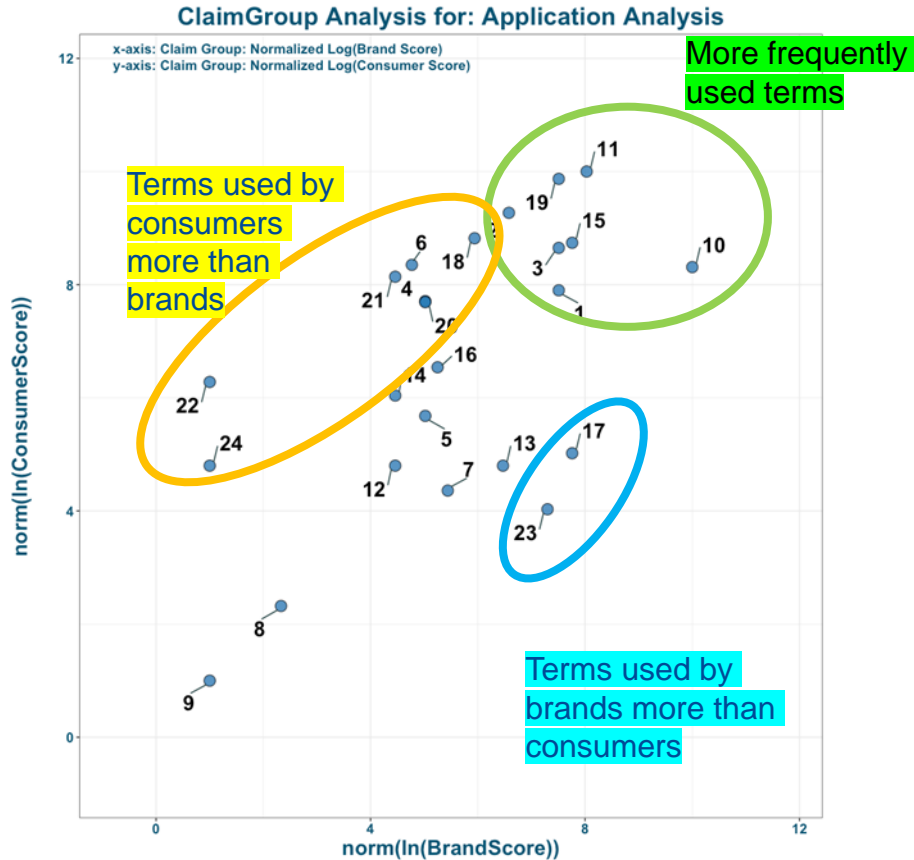 ClaimGroup Analysis for: Application Analysis
x-axis: Claim Group: Normalized Log(Brand Score)
y-axis: Claim Group: Normalized Log(Consumer Score)
More frequently
used terms
Terms used by
consumers
more than
brands
12
8
4
0
norm(ln(ConsumerScore))
11
19
15
10
3
1
6
18
21
4
20
16
14
22
24
5
13
17
12
7
23
8
9
Terms used by
brands more than
consumers
0
4
8
12
norm(ln(BrandScore))